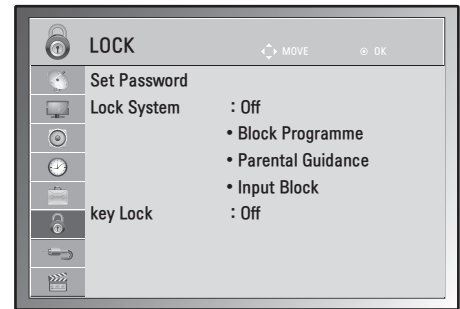 LOCK
MOVE
OK
Set Password
Lock System : Off
• Block Programme
• Parental Guidance
• Input Block
key Lock : Off